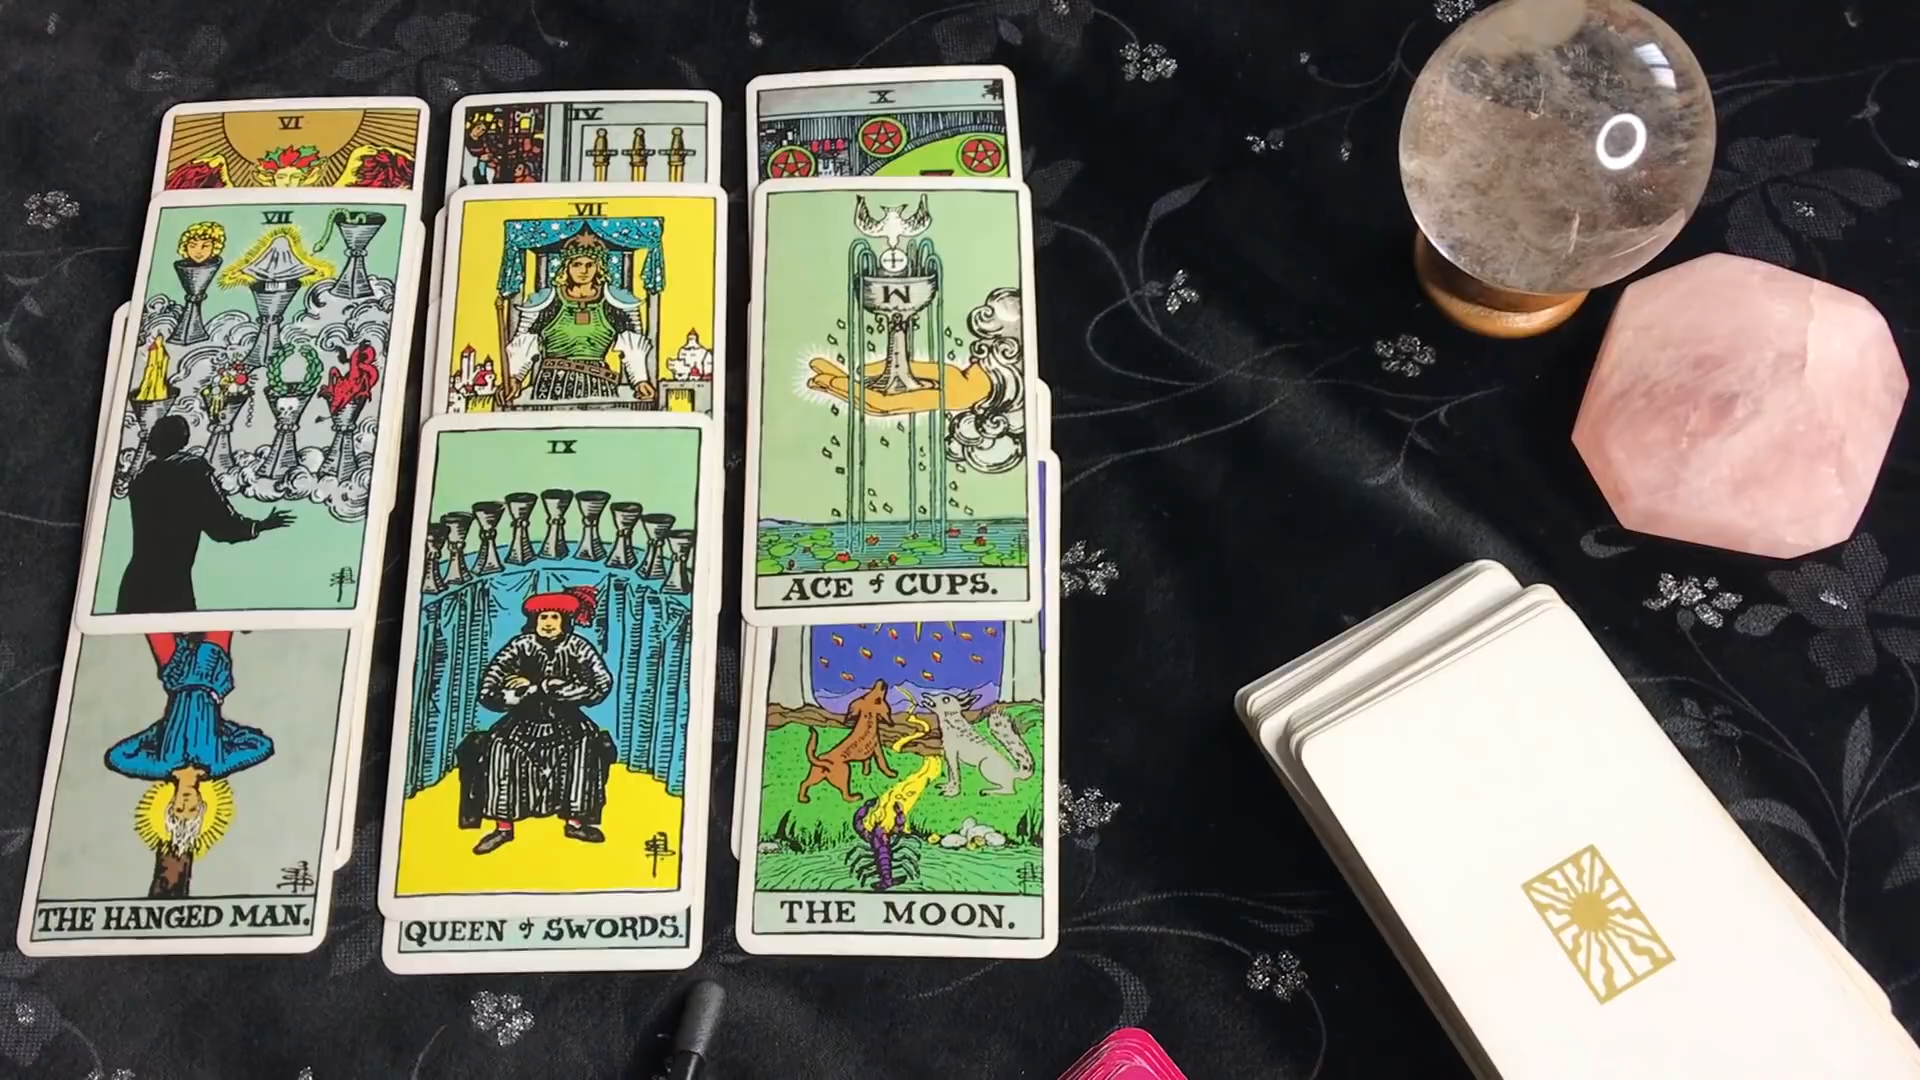 VI
IV
X
VII
VII
W
IX
ACE of CUPS.
THE HANGED MAN.
QUEEN of SWORDS.
THE MOON.